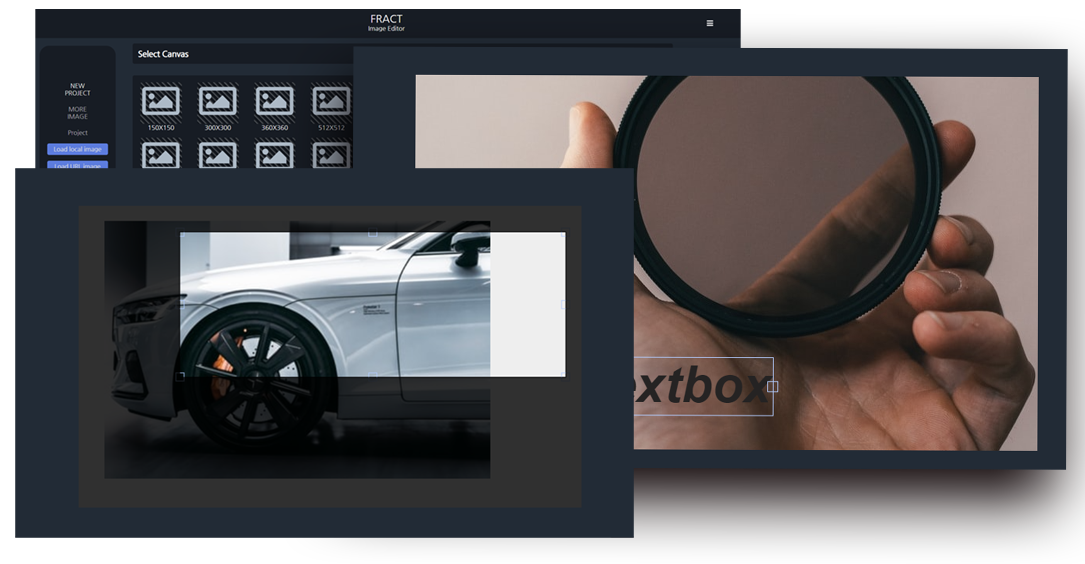 FRACT
Image Editor
Select Canvas
NEW
PROJECT
MORE
IMAGE
Project
Load local image
Load URL image
150X150
300X300
360X360
512X512
extbox